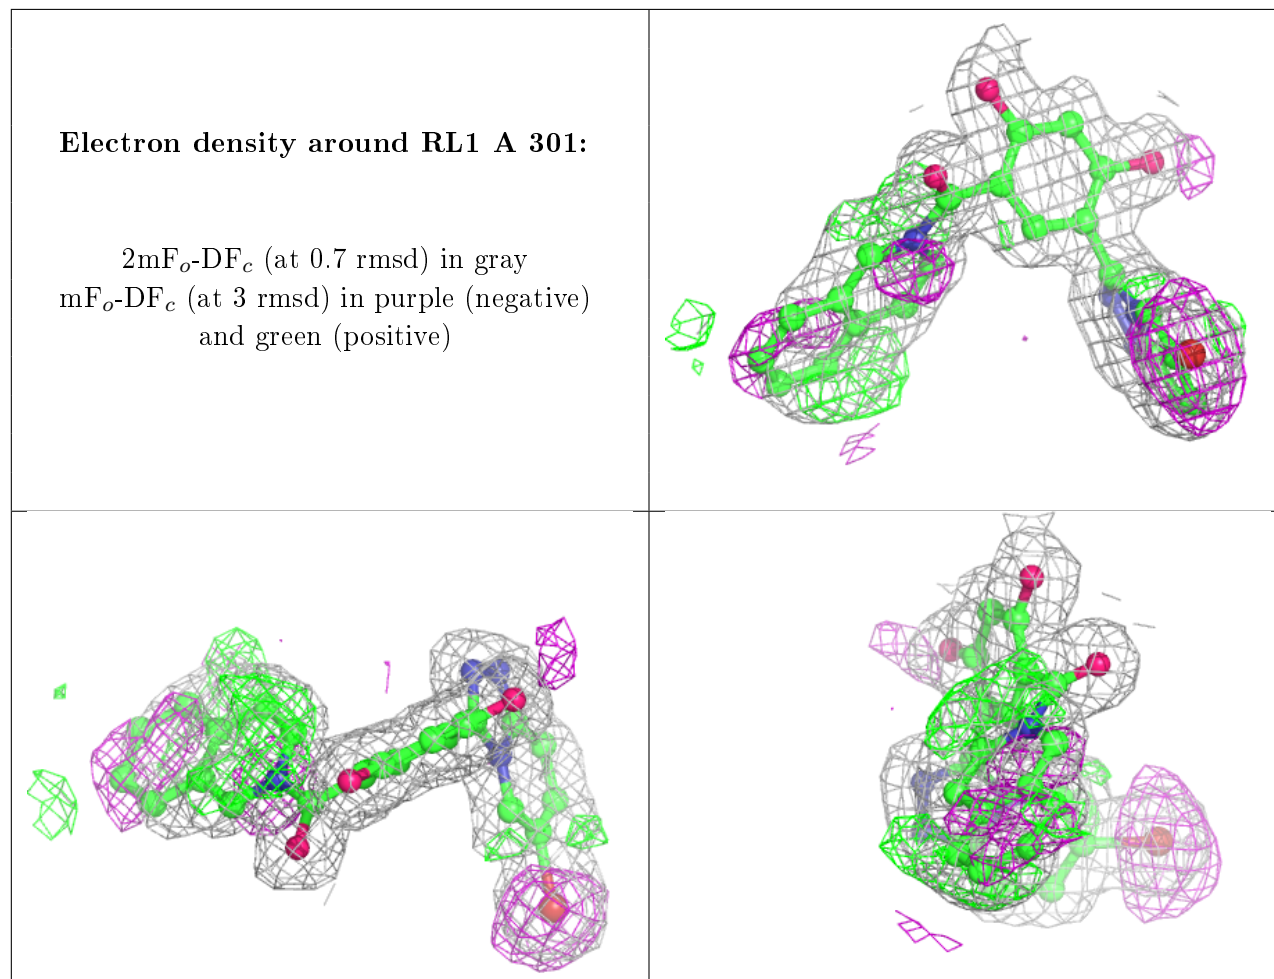 Electron density around RL1 A 301:
2mFo-DFc (at 0.7 rmsd) in gray
mFo-DFc (at 3 rmsd) in purple (negative)
and green (positive)